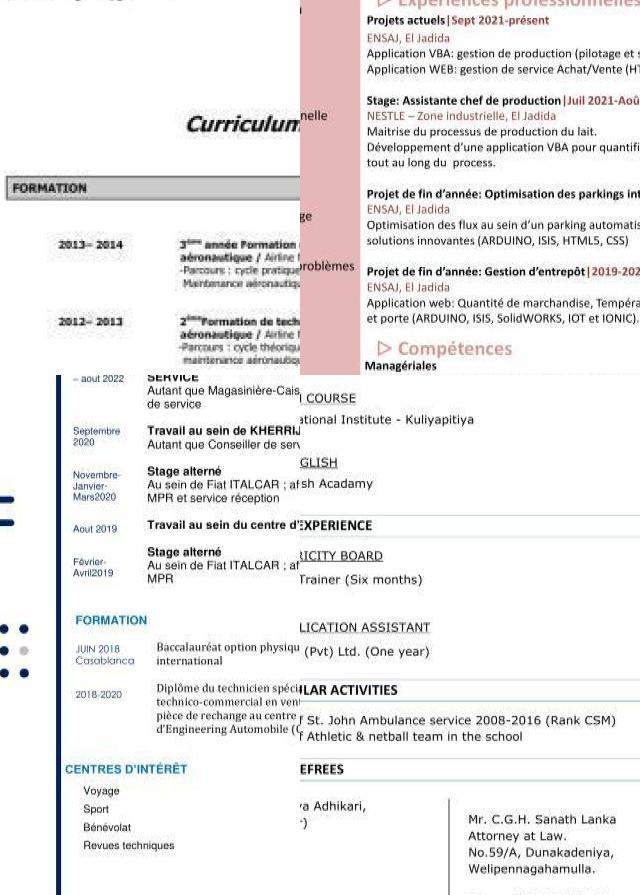 Curriculum
FORMATION
2013– 2014
3ème année Formation
aéronautique / Airline
-Parcours : cycle pratique
Maintenance aéronautiq
2012– 2013
2èmeFormation de tech
aéronautique / Airline
-Parcours : cycle théoriqu
maintenance aéronautiq
nelle
ge
problèmes
Expériences professionnelles
Projets actuels|Sept 2021-présent
ENSAJ, El Jadida
Application VBA: gestion de production (pilotage et s
Application WEB: gestion de service Achat/Vente (HT
Stage: Assistante chef de production|Juil 2021-Aoû
NESTLE – Zone industrielle, El Jadida
Maitrise du processus de production du lait.
Développement d’une application VBA pour quantifi
tout au long du process.
Projet de fin d’année: Optimisation des parkings int
ENSAJ, El Jadida
Optimisation des flux au sein d’un parking automatis
solutions innovantes (ARDUINO, ISIS, HTML5, CSS)
Projet de fin d’année: Gestion d’entrepôt|2019-202
ENSAJ, El Jadida
Application web: Quantité de marchandise, Tempéra
et porte (ARDUINO, ISIS, SolidWORKS, IOT et IONIC).
Compétences
Managériales
– aout 2022
SERVICE
Autant que Magasinière-Cais
de service
Septembre
2020
Travail au sein de KHERRIJ
Autant que Conseiller de serv
Novembre-
Janvier-
Mars2020
Stage alterné
Au sein de Fiat ITALCAR ; af
MPR et service réception
Aout 2019
Travail au sein du centre d'
Février-
Avril2019
Stage alterné
Au sein de Fiat ITALCAR ; af
MPR
FORMATION
JUIN 2018
Casablanca
Baccalauréat option physiqu
international
2018-2020
Diplôme du technicien spéci
technico-commercial en vent
pièce de rechange au centre
d’Engineering Automobile (C
CENTRES D’INTÉRÊT
Voyage
Sport
Bénévolat
Revues techniques
COURSE
ational Institute - Kuliyapitiya
GLISH
sh Acadamy
EXPERIENCE
RICITY BOARD
Trainer (Six months)
LICATION ASSISTANT
(Pvt) Ltd. (One year)
LAR ACTIVITIES
f St. John Ambulance service 2008-2016 (Rank CSM)
f Athletic & netball team in the school
EFREES
a Adhikari,
)
Mr. C.G.H. Sanath Lanka
Attorney at Law.
No.59/A, Dunakadeniya,
Welipennagahamulla.